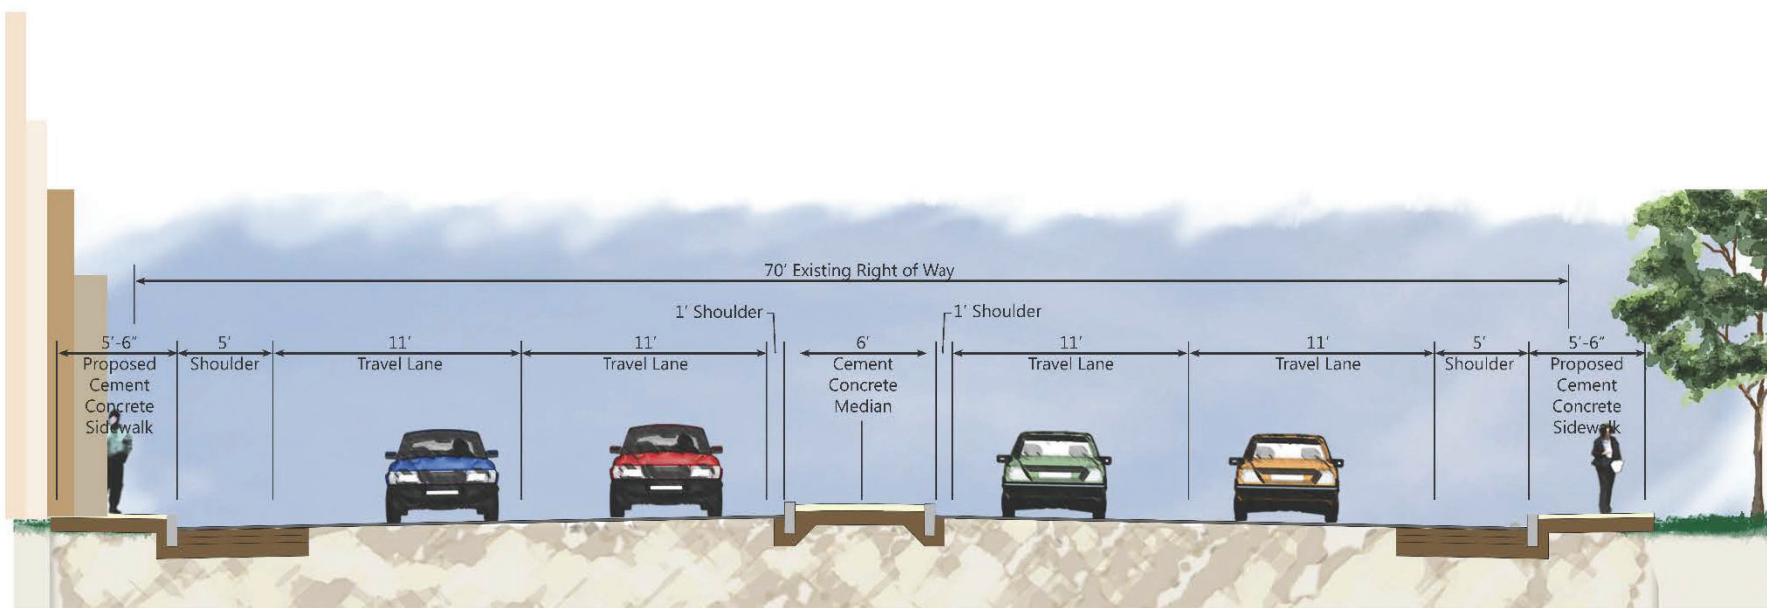 70' Existing Right of Way
1' Shoulder
1' Shoulder
5'-6"
Proposed
Cement
Concrete
Sidewalk
5'
Shoulder
11'
Travel Lane
11'
Travel Lane
6'
Cement
Concrete
Median
11'
Travel Lane
11'
Travel Lane
5'
Shoulder
5'-6"
Proposed
Cement
Concrete
Sidewalk